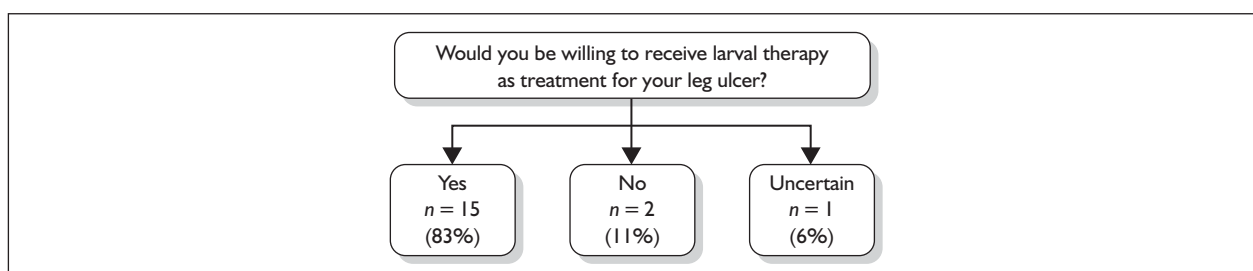 Would you be willing to receive larval therapy
as treatment for your leg ulcer?
Yes
n = 15
(83%)
No
n = 2
(11%)
Uncertain
n = 1
(6%)